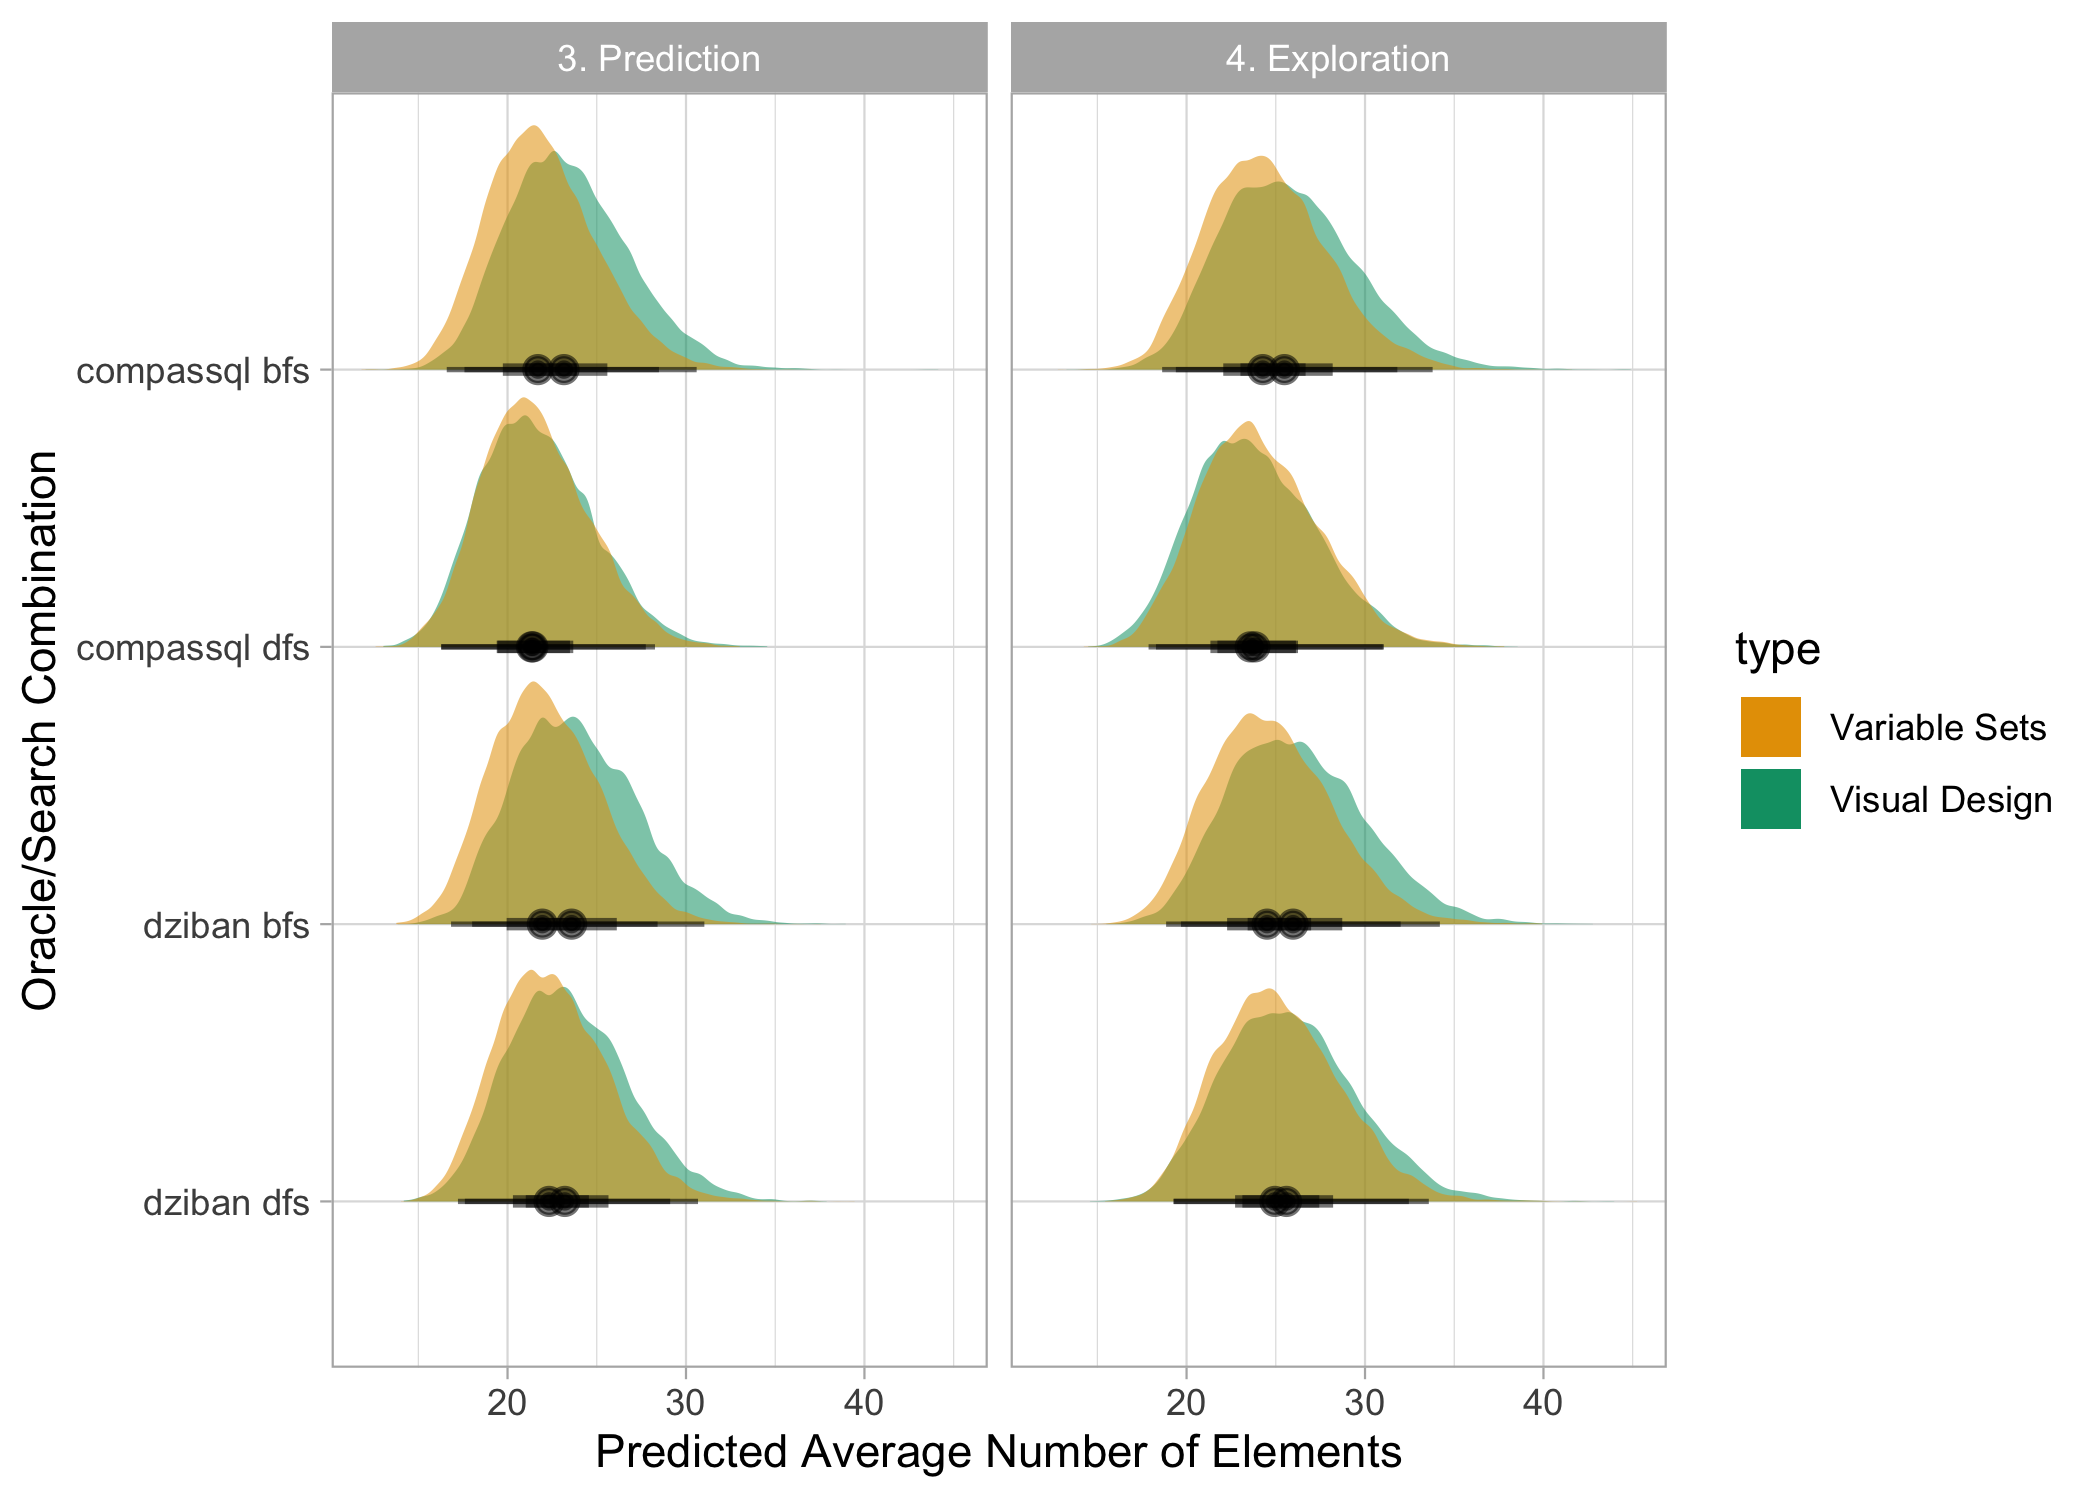 3. Prediction
4. Exploration
Oracle/Search Combination
compassql bfs
compassql dfs
dziban bfs
dziban dfs
20 30 40
20 30 40
Predicted Average Number of Elements
type
Variable Sets
Visual Design